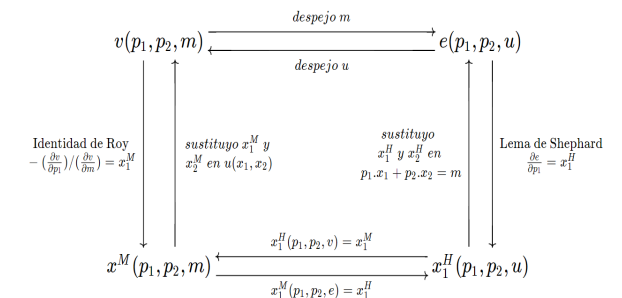 despejo m
v(p₁,p₂,m)
e(p₁,p₂,u)
despejo u
Identidad de Roy
−(∂v/∂p₁)/(∂v/∂m) = x₁ᴹ
sustituyo x₁ᴹ y
x₂ᴹ en u(x₁,x₂)
sustituyo
x₁ᴴ y x₂ᴴ en
p₁.x₁ + p₂.x₂ = m
Lema de Shephard
∂e/∂p₁ = x₁ᴴ
x₁ᴴ(p₁,p₂,v) = x₁ᴹ
xᴹ(p₁,p₂,m)
x₁ᴴ(p₁,p₂,u)
x₁ᴹ(p₁,p₂,e) = x₁ᴴ